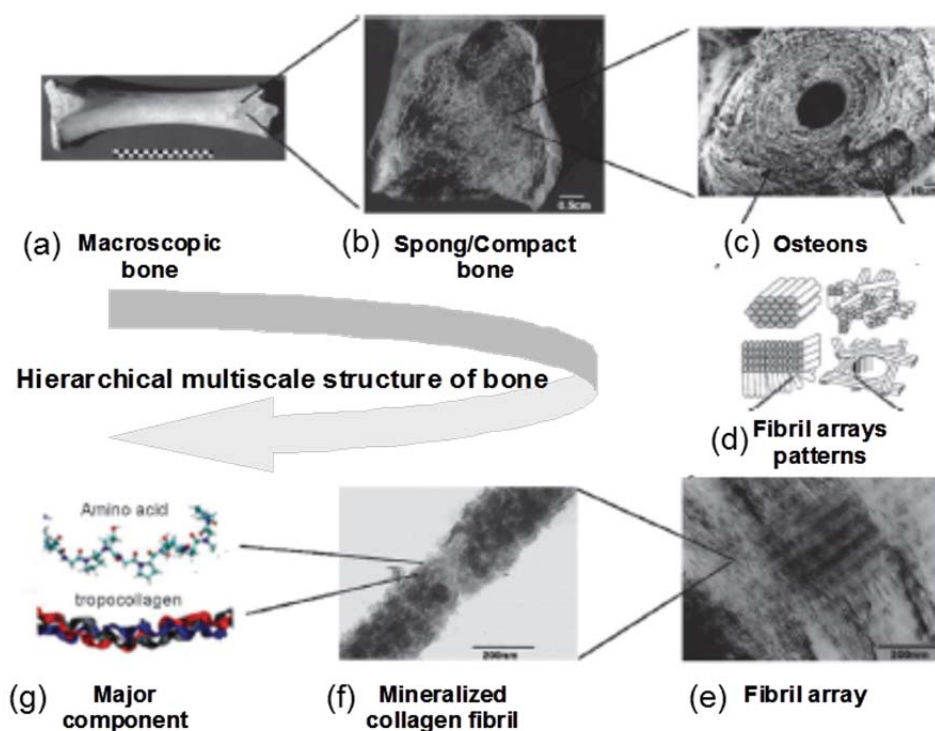 0.5cm
(a) Macroscopic
bone
(b) Spong/Compact
bone
(c) Osteons
Hierarchical multiscale structure of bone
(d) Fibril arrays
patterns
Amino acid
tropocollagen
200nm
200nm
(g) Major
component
(f) Mineralized
collagen fibril
(e) Fibril array